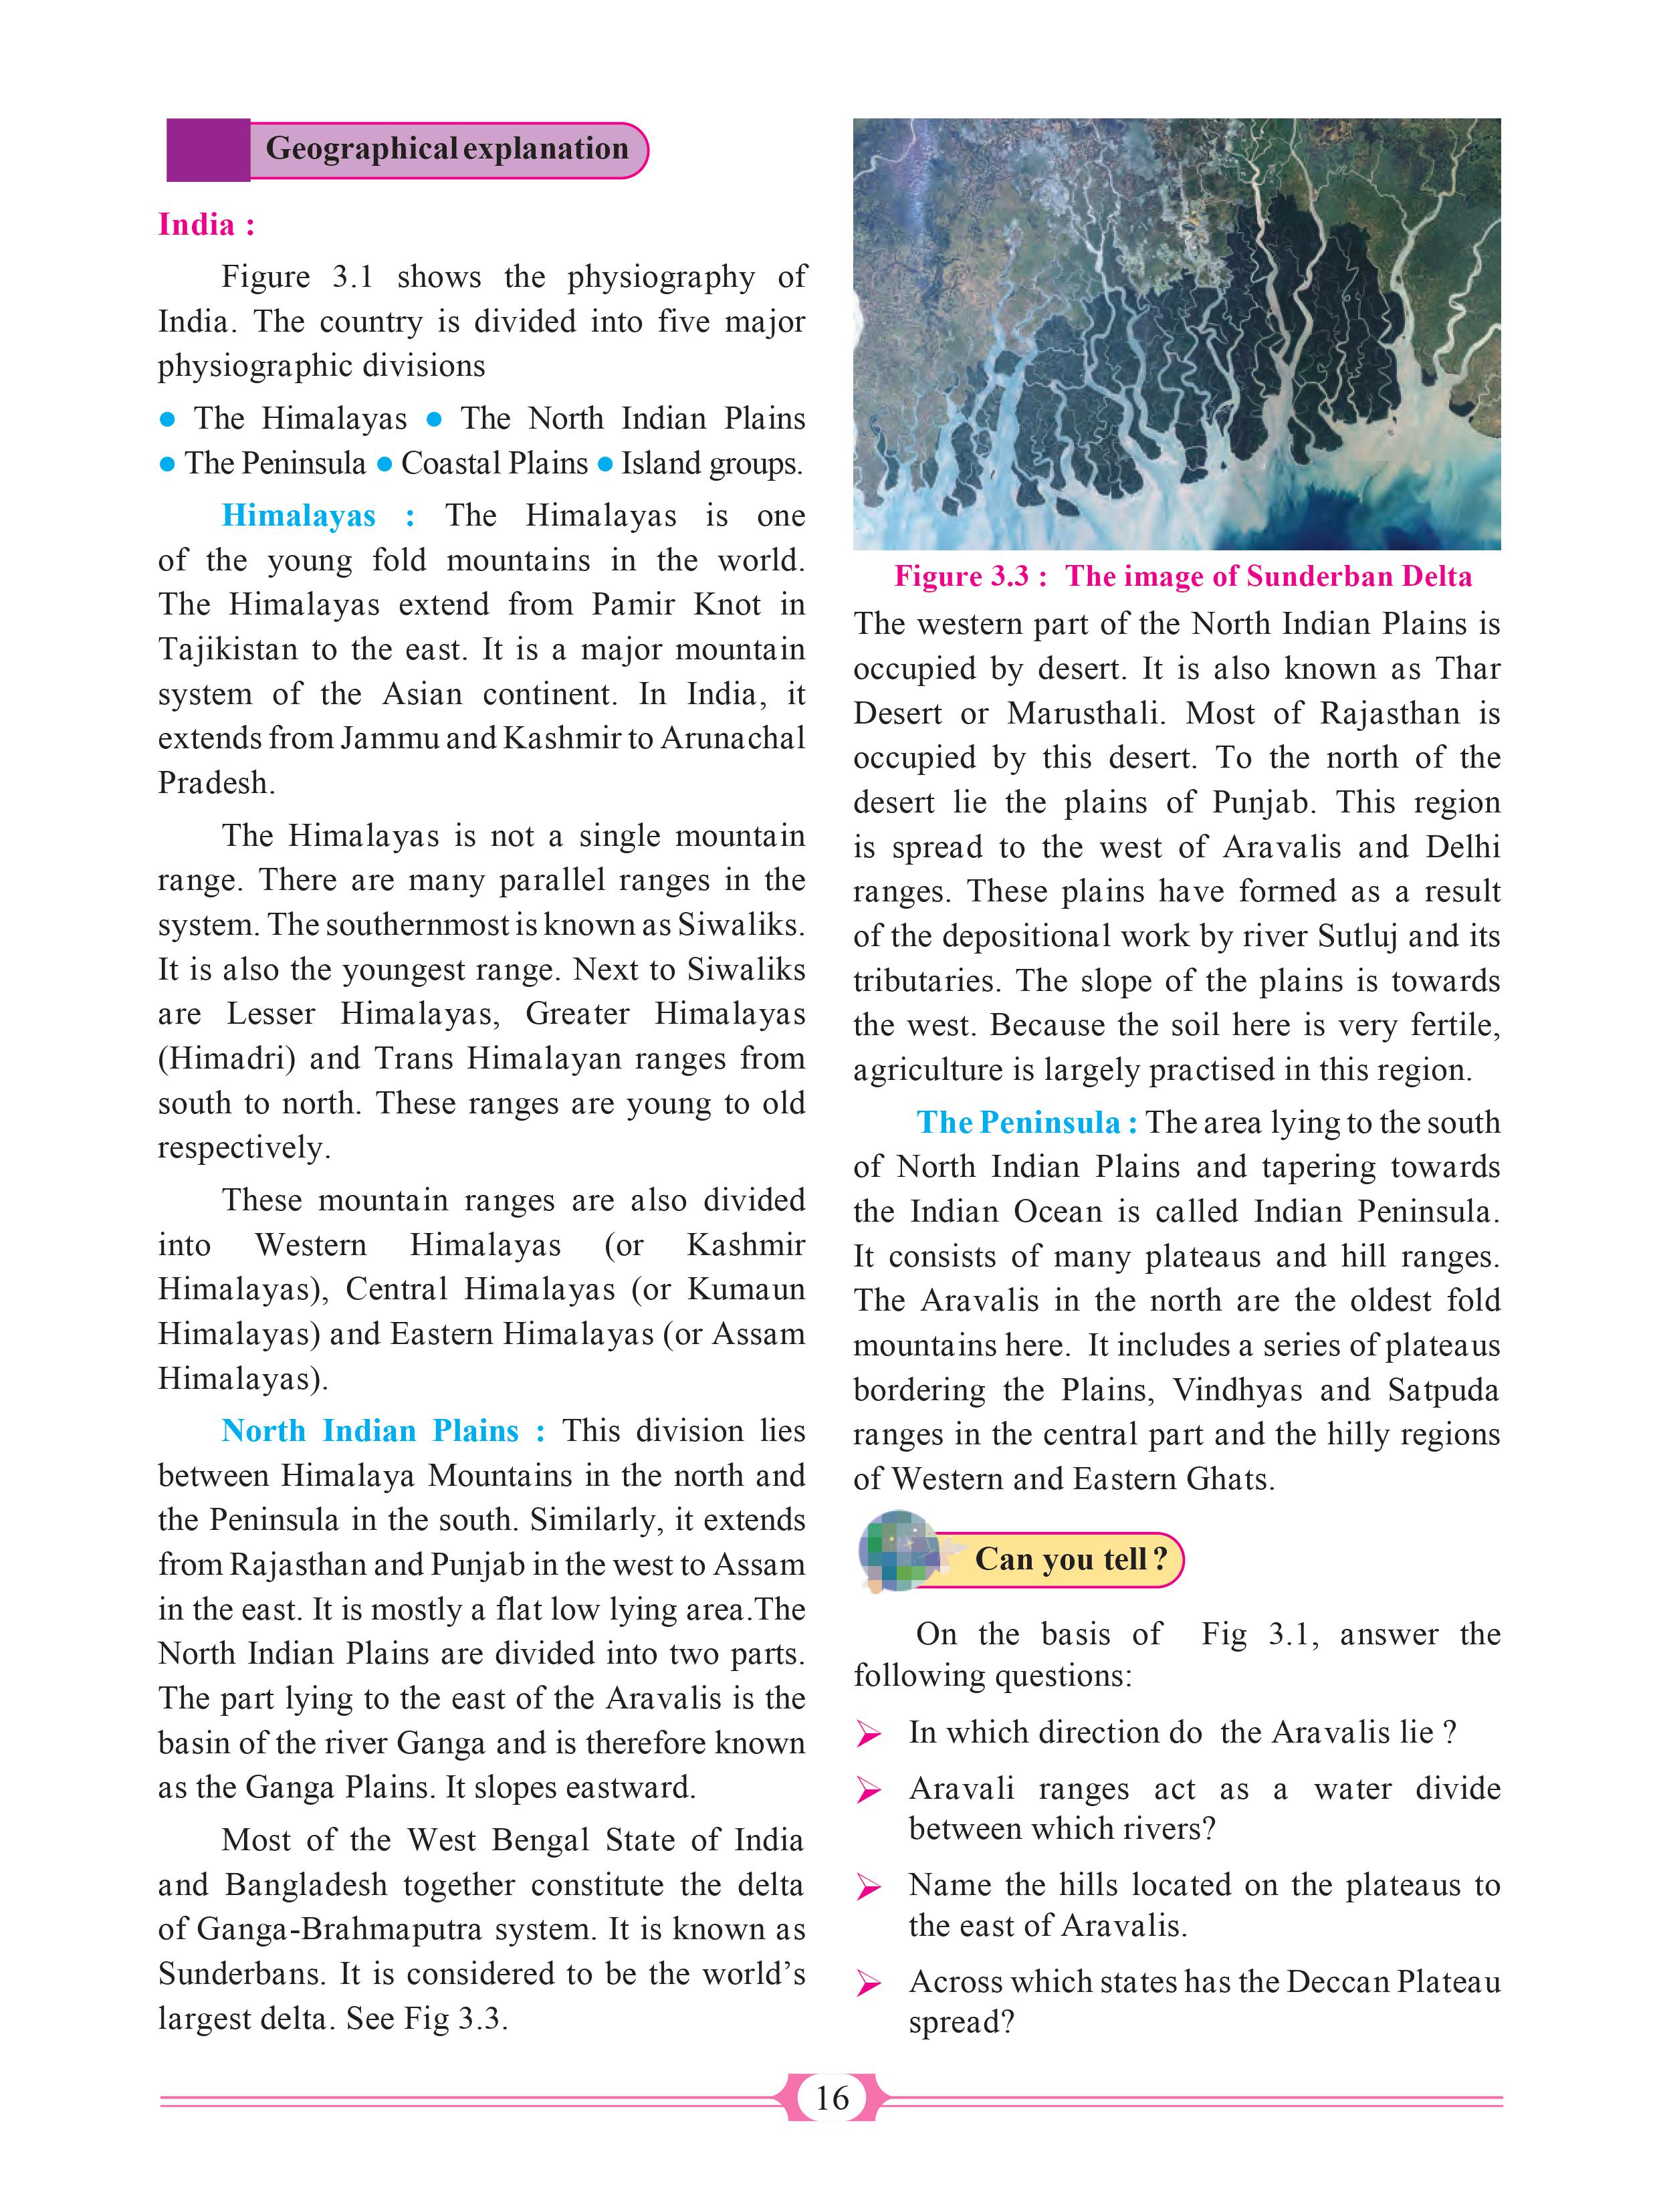 Geographical explanation
India :
Figure 3.1 shows the physiography of
India. The country is divided into five major
physiographic divisions
● The Himalayas ● The North Indian Plains
● The Peninsula ● Coastal Plains ● Island groups.
Himalayas : The Himalayas is one
of the young fold mountains in the world.
The Himalayas extend from Pamir Knot in
Tajikistan to the east. It is a major mountain
system of the Asian continent. In India, it
extends from Jammu and Kashmir to Arunachal
Pradesh.
The Himalayas is not a single mountain
range. There are many parallel ranges in the
system. The southernmost is known as Siwaliks.
It is also the youngest range. Next to Siwaliks
are Lesser Himalayas, Greater Himalayas
(Himadri) and Trans Himalayan ranges from
south to north. These ranges are young to old
respectively.
These mountain ranges are also divided
into Western Himalayas (or Kashmir
Himalayas), Central Himalayas (or Kumaun
Himalayas) and Eastern Himalayas (or Assam
Himalayas).
North Indian Plains : This division lies
between Himalaya Mountains in the north and
the Peninsula in the south. Similarly, it extends
from Rajasthan and Punjab in the west to Assam
in the east. It is mostly a flat low lying area.The
North Indian Plains are divided into two parts.
The part lying to the east of the Aravalis is the
basin of the river Ganga and is therefore known
as the Ganga Plains. It slopes eastward.
Most of the West Bengal State of India
and Bangladesh together constitute the delta
of Ganga-Brahmaputra system. It is known as
Sunderbans. It is considered to be the world’s
largest delta. See Fig 3.3.
Figure 3.3 : The image of Sunderban Delta
The western part of the North Indian Plains is
occupied by desert. It is also known as Thar
Desert or Marusthali. Most of Rajasthan is
occupied by this desert. To the north of the
desert lie the plains of Punjab. This region
is spread to the west of Aravalis and Delhi
ranges. These plains have formed as a result
of the depositional work by river Sutluj and its
tributaries. The slope of the plains is towards
the west. Because the soil here is very fertile,
agriculture is largely practised in this region.
The Peninsula : The area lying to the south
of North Indian Plains and tapering towards
the Indian Ocean is called Indian Peninsula.
It consists of many plateaus and hill ranges.
The Aravalis in the north are the oldest fold
mountains here. It includes a series of plateaus
bordering the Plains, Vindhyas and Satpuda
ranges in the central part and the hilly regions
of Western and Eastern Ghats.
Can you tell ?
On the basis of Fig 3.1, answer the
following questions:
➢ In which direction do the Aravalis lie ?
➢ Aravali ranges act as a water divide
between which rivers?
➢ Name the hills located on the plateaus to
the east of Aravalis.
➢ Across which states has the Deccan Plateau
spread?
16